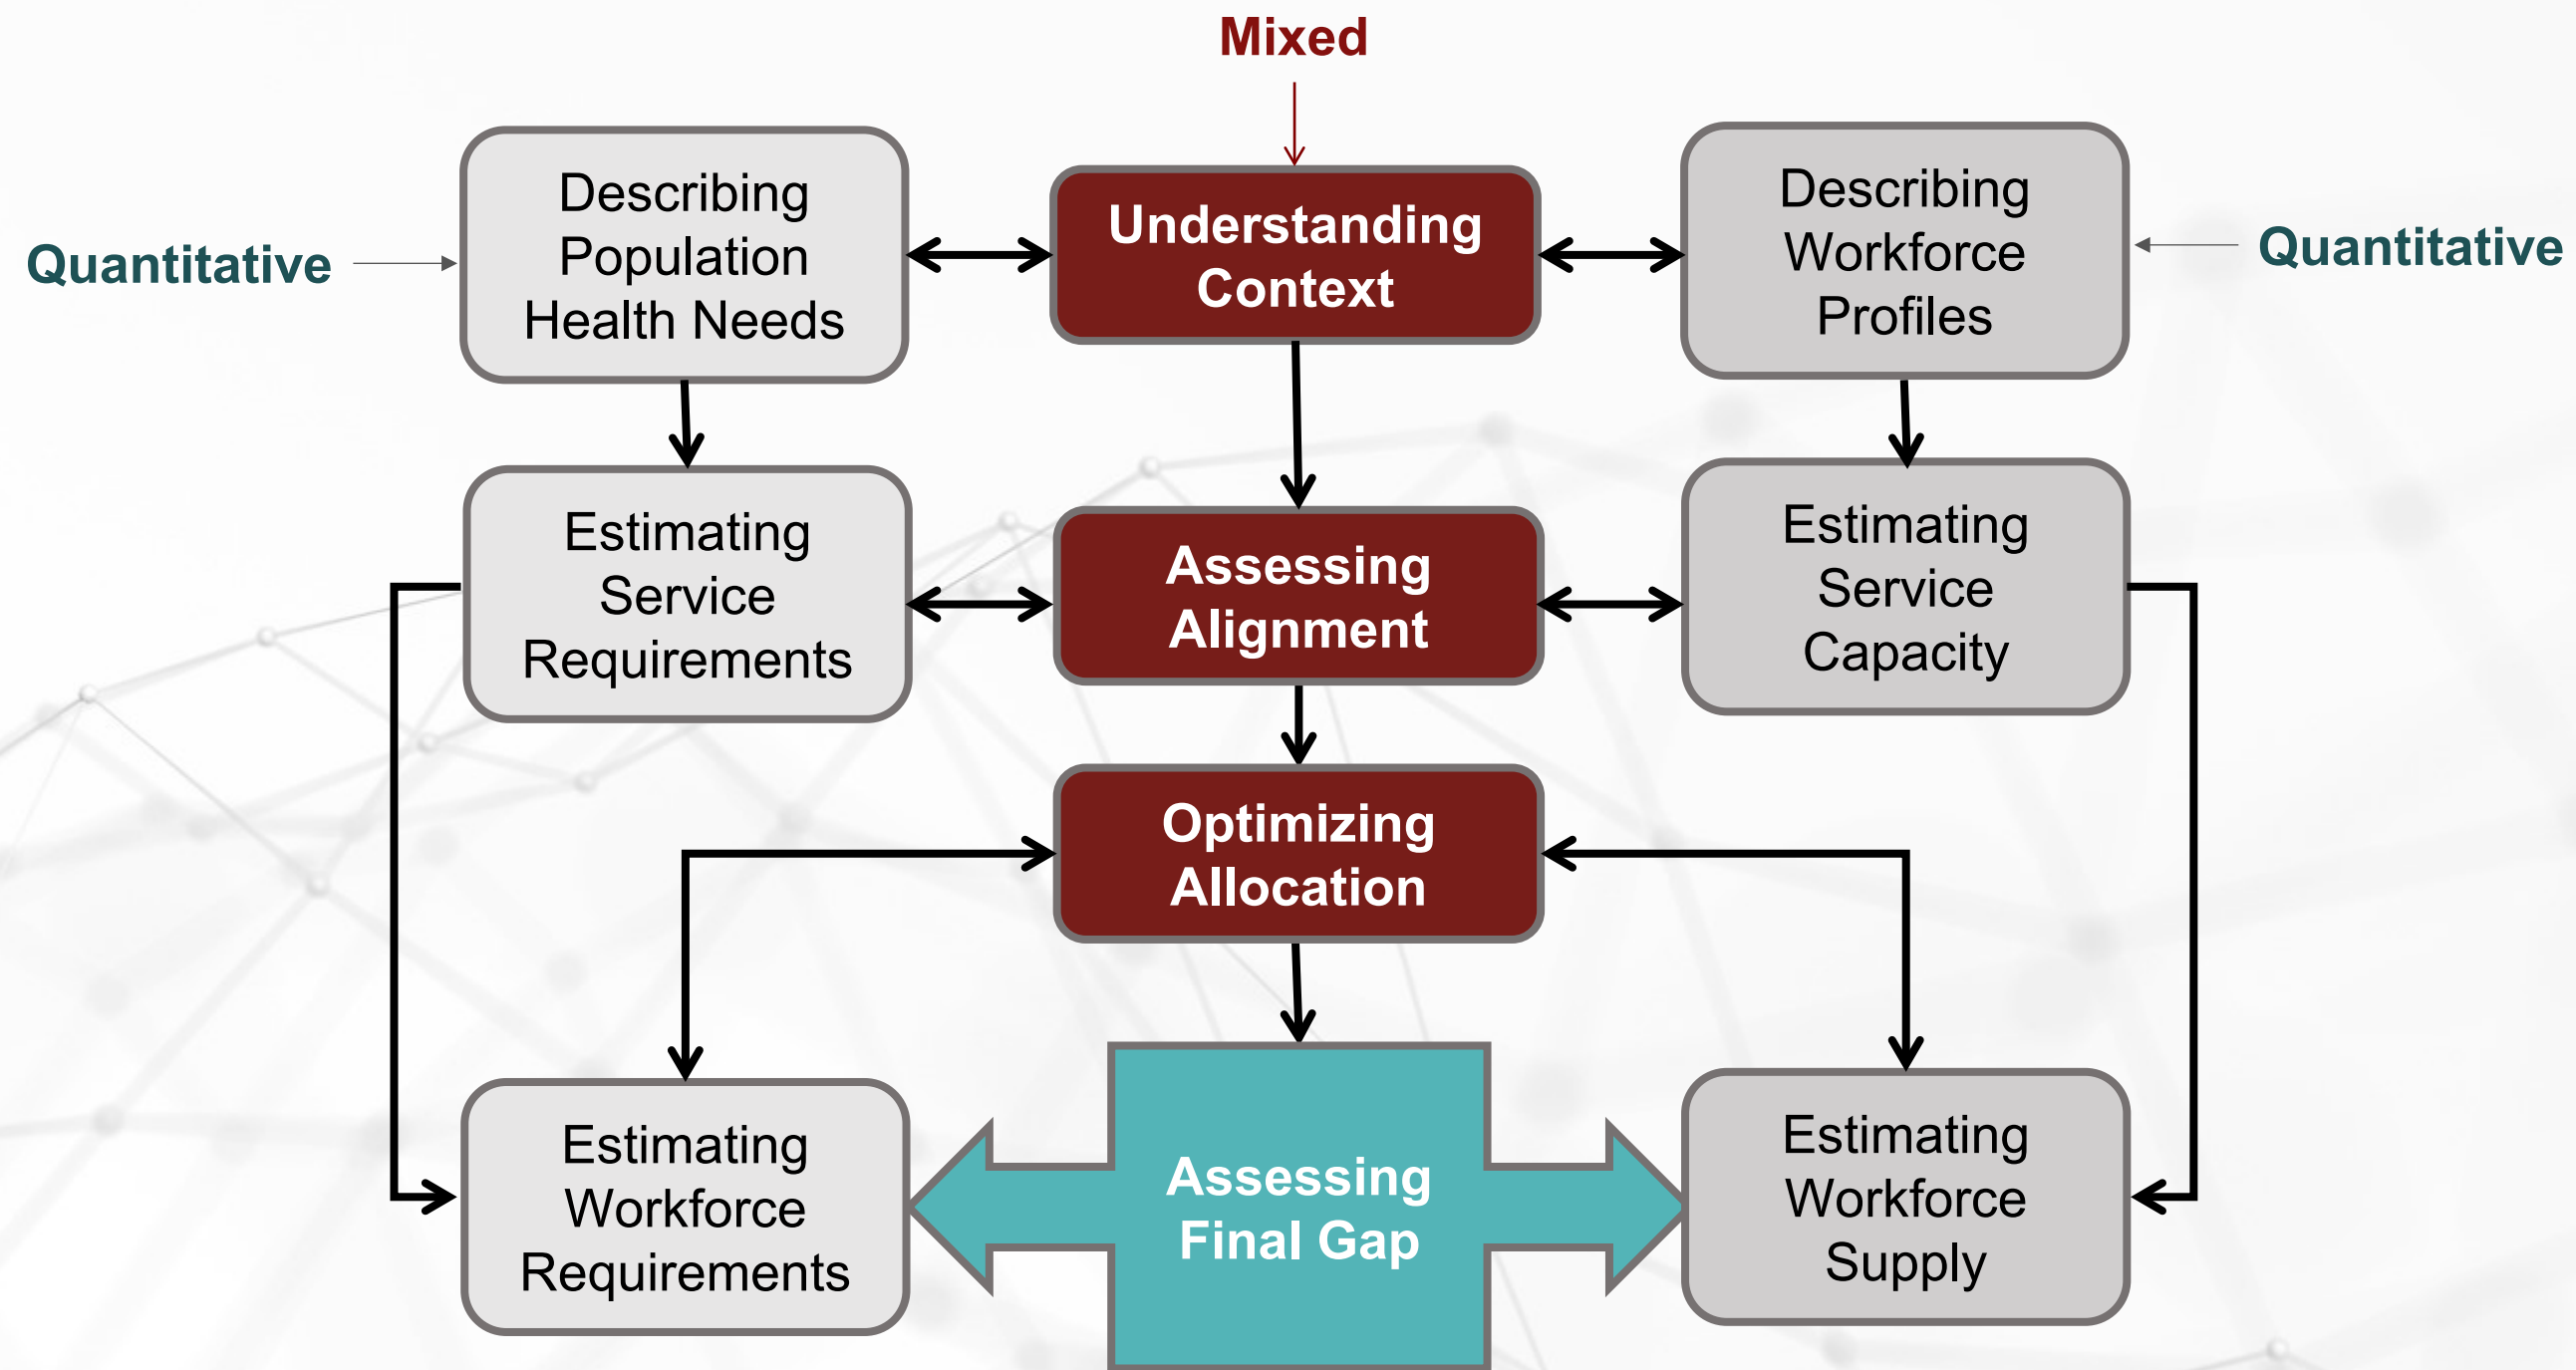 Mixed
Quantitative
Describing
Population
Health Needs
Understanding
Context
Describing
Workforce
Profiles
Quantitative
Estimating
Service
Requirements
Assessing
Alignment
Estimating
Service
Capacity
Optimizing
Allocation
Estimating
Workforce
Requirements
Assessing
Final Gap
Estimating
Workforce
Supply